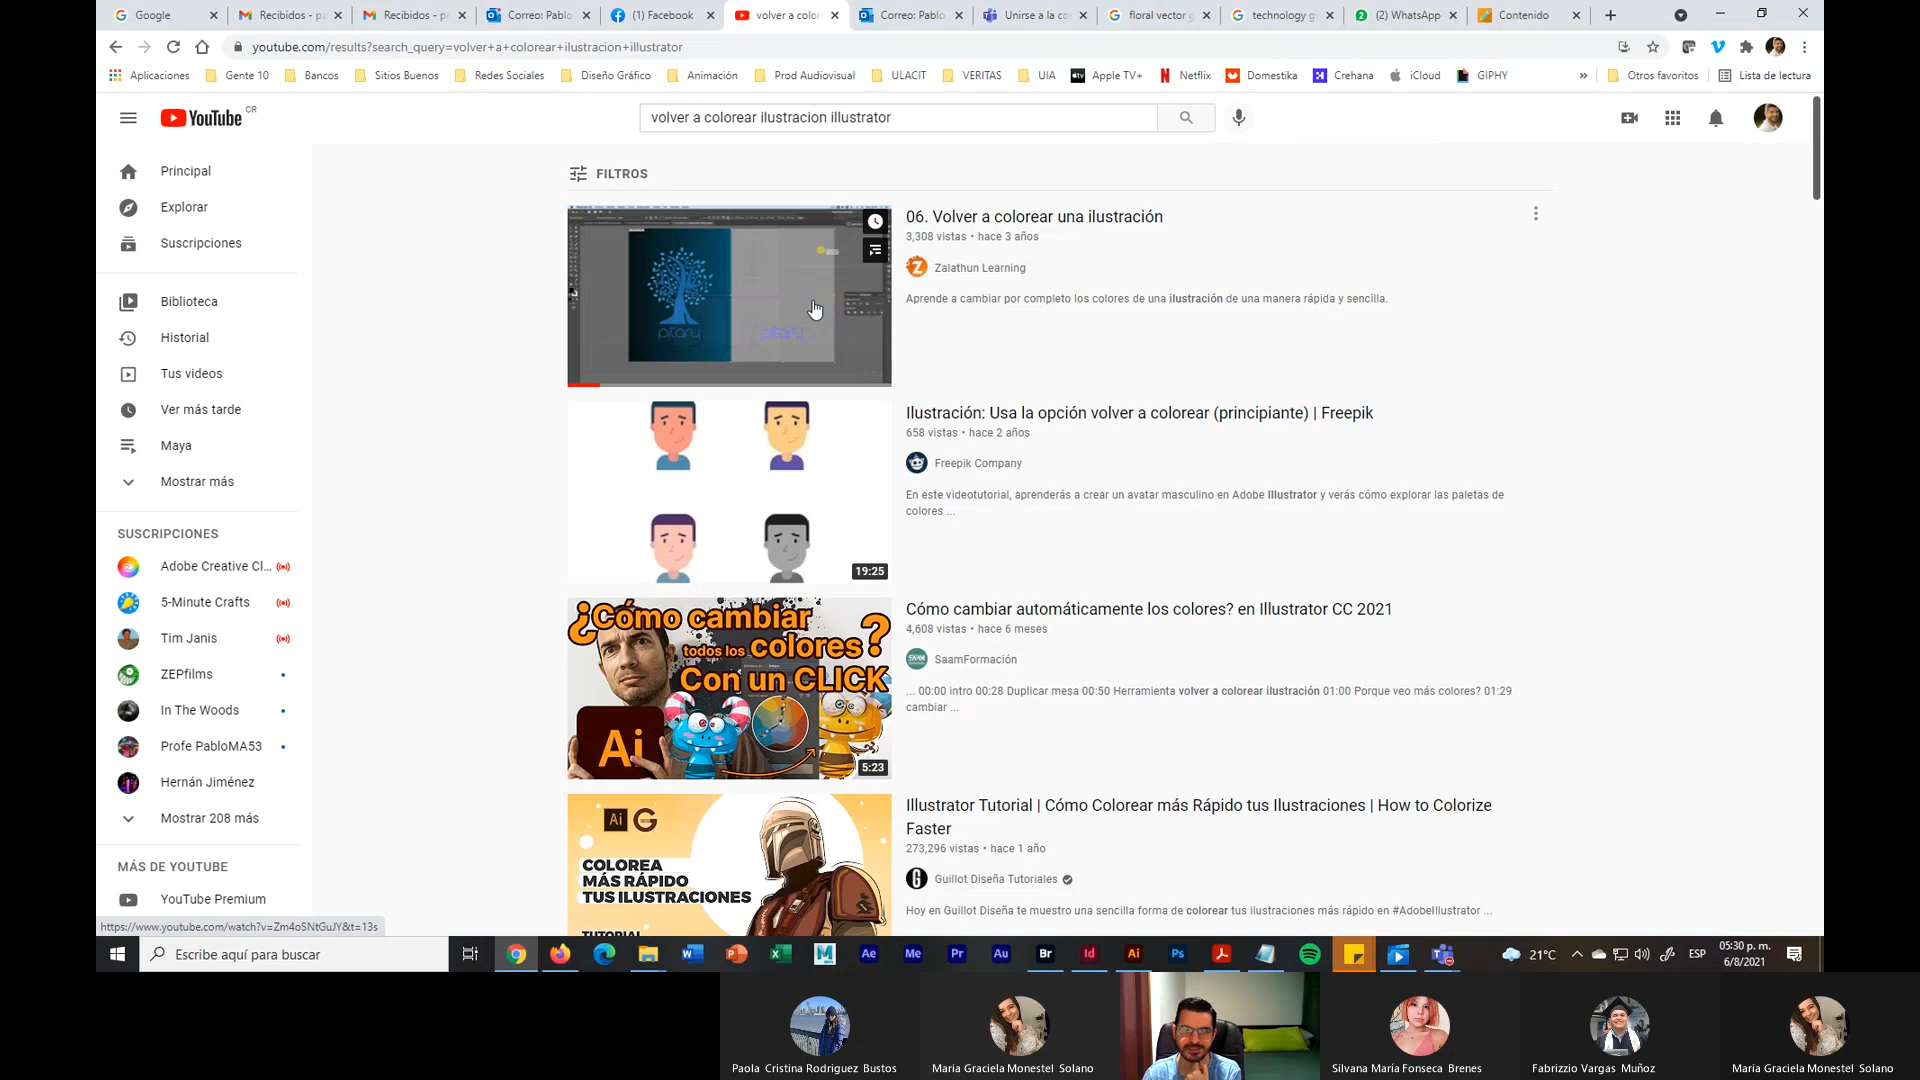 Google
Recibidos - pa
Recibidos - pr
Correo: Pablo
(1) Facebook
volver a color
Correo: Pablo
Unirse a la co
floral vector g
technology g
(2) WhatsApp
Contenido
youtube.com/results?search_query=volver+a+colorear+ilustracion+illustrator
Aplicaciones
Gente 10
Bancos
Sitios Buenos
Redes Sociales
Diseño Gráfico
Animación
Prod Audiovisual
ULACIT
VERITAS
UIA
Apple TV+
Netflix
Domestika
Crehana
iCloud
GIPHY
»
Otros favoritos
Lista de lectura
YouTube CR
volver a colorear ilustracion illustrator
Principal
Explorar
Suscripciones
Biblioteca
Historial
Tus videos
Ver más tarde
Maya
Mostrar más
SUSCRIPCIONES
Adobe Creative Cl...
5-Minute Crafts
Tim Janis
ZEPfilms
In The Woods
Profe PabloMA53
Hernán Jiménez
Mostrar 208 más
MÁS DE YOUTUBE
YouTube Premium
https://www.youtube.com/watch?v=Zm4oSNtGuJY&t=13s
FILTROS
pitary
pitary
06. Volver a colorear una ilustración
3,308 vistas • hace 3 años
Zalathun Learning
Aprende a cambiar por completo los colores de una ilustración de una manera rápida y sencilla.
19:25
Ilustración: Usa la opción volver a colorear (principiante) | Freepik
658 vistas • hace 2 años
Freepik Company
En este videotutorial, aprenderás a crear un avatar masculino en Adobe Illustrator y verás cómo explorar las paletas de
colores ...
¿Cómo cambiar
todos los colores?
Con un CLICK
Ai
5:23
Cómo cambiar automáticamente los colores? en Illustrator CC 2021
4,608 vistas • hace 6 meses
SaamFormación
... 00:00 intro 00:28 Duplicar mesa 00:50 Herramienta volver a colorear ilustración 01:00 Porque veo más colores? 01:29
cambiar ...
Ai G
COLOREA
MÁS RÁPIDO
TUS ILUSTRACIONES
TUTORIAL
Illustrator Tutorial | Cómo Colorear más Rápido tus Ilustraciones | How to Colorize
Faster
273,296 vistas • hace 1 año
Guillot Diseña Tutoriales
Hoy en Guillot Diseña te muestro una sencilla forma de colorear tus ilustraciones más rápido en #AdobeIllustrator ...
Escribe aquí para buscar
Ae
Me
Pr
Au
Br
Id
Ai
Ps
21°C
ESP
05:30 p. m.
6/8/2021
Paola Cristina Rodriguez Bustos
Maria Graciela Monestel Solano
Silvana María Fonseca Brenes
Fabrizzio Vargas Muñoz
Maria Graciela Monestel Solano